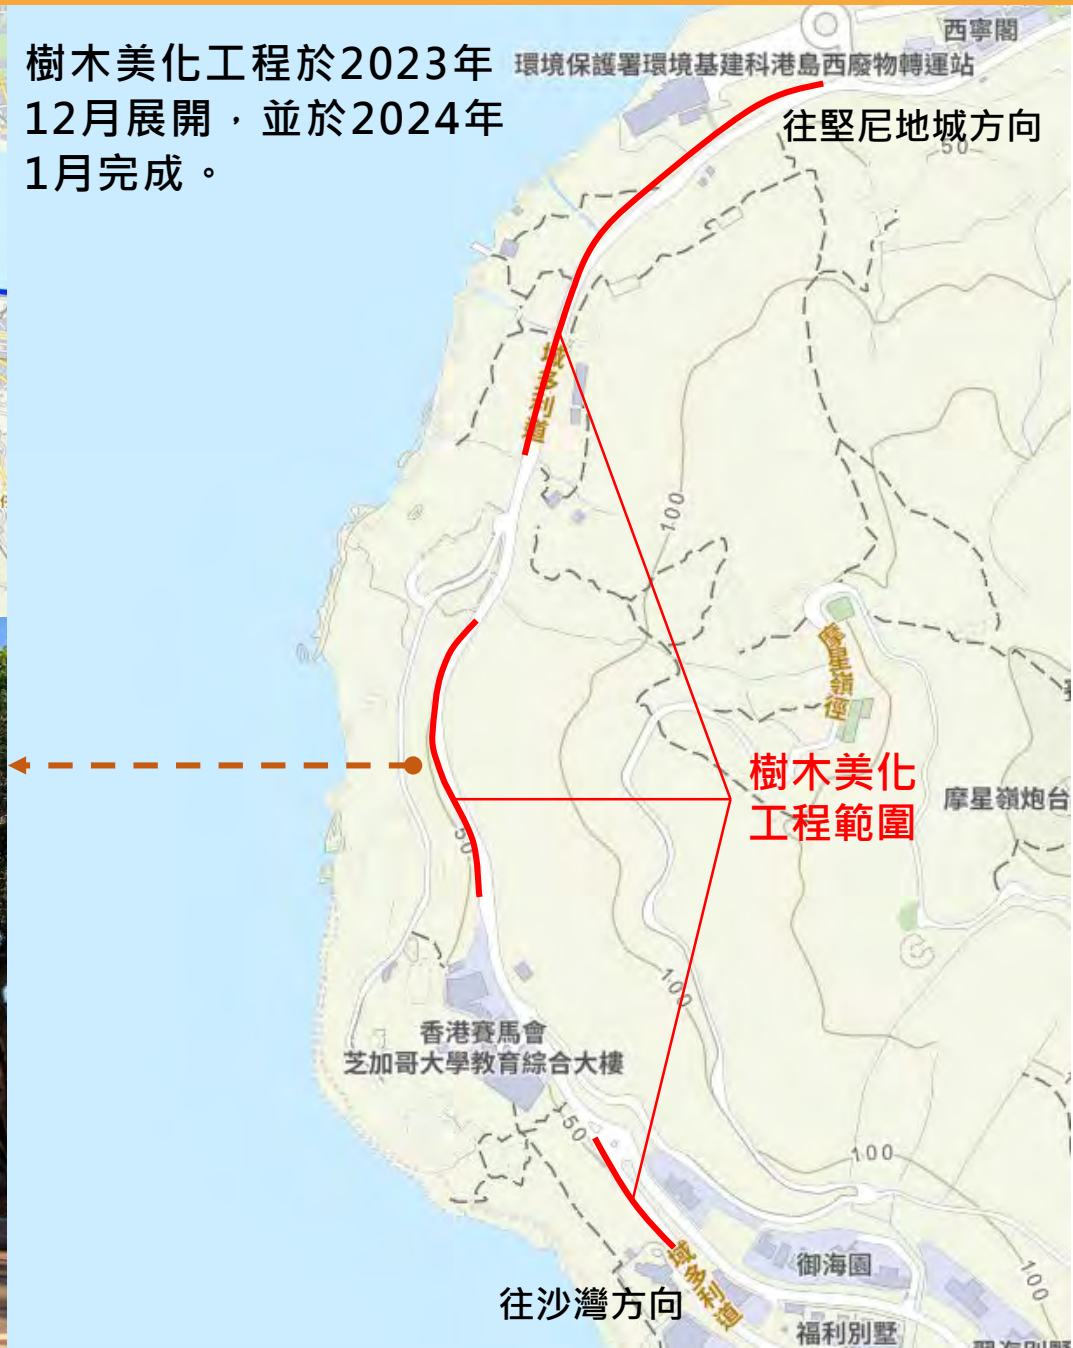 樹木美化工程於2023年
12月展開，並於2024年
1月完成。
西寧閣
環境保護署環境基建科港島西廢物轉運站
往堅尼地城方向
50
域多利道
100
摩星嶺徑
樹木美化
工程範圍
摩星嶺炮台
50
100
香港賽馬會
芝加哥大學教育綜合大樓
50
100
域多利道
御海園
100
往沙灣方向
福利別墅